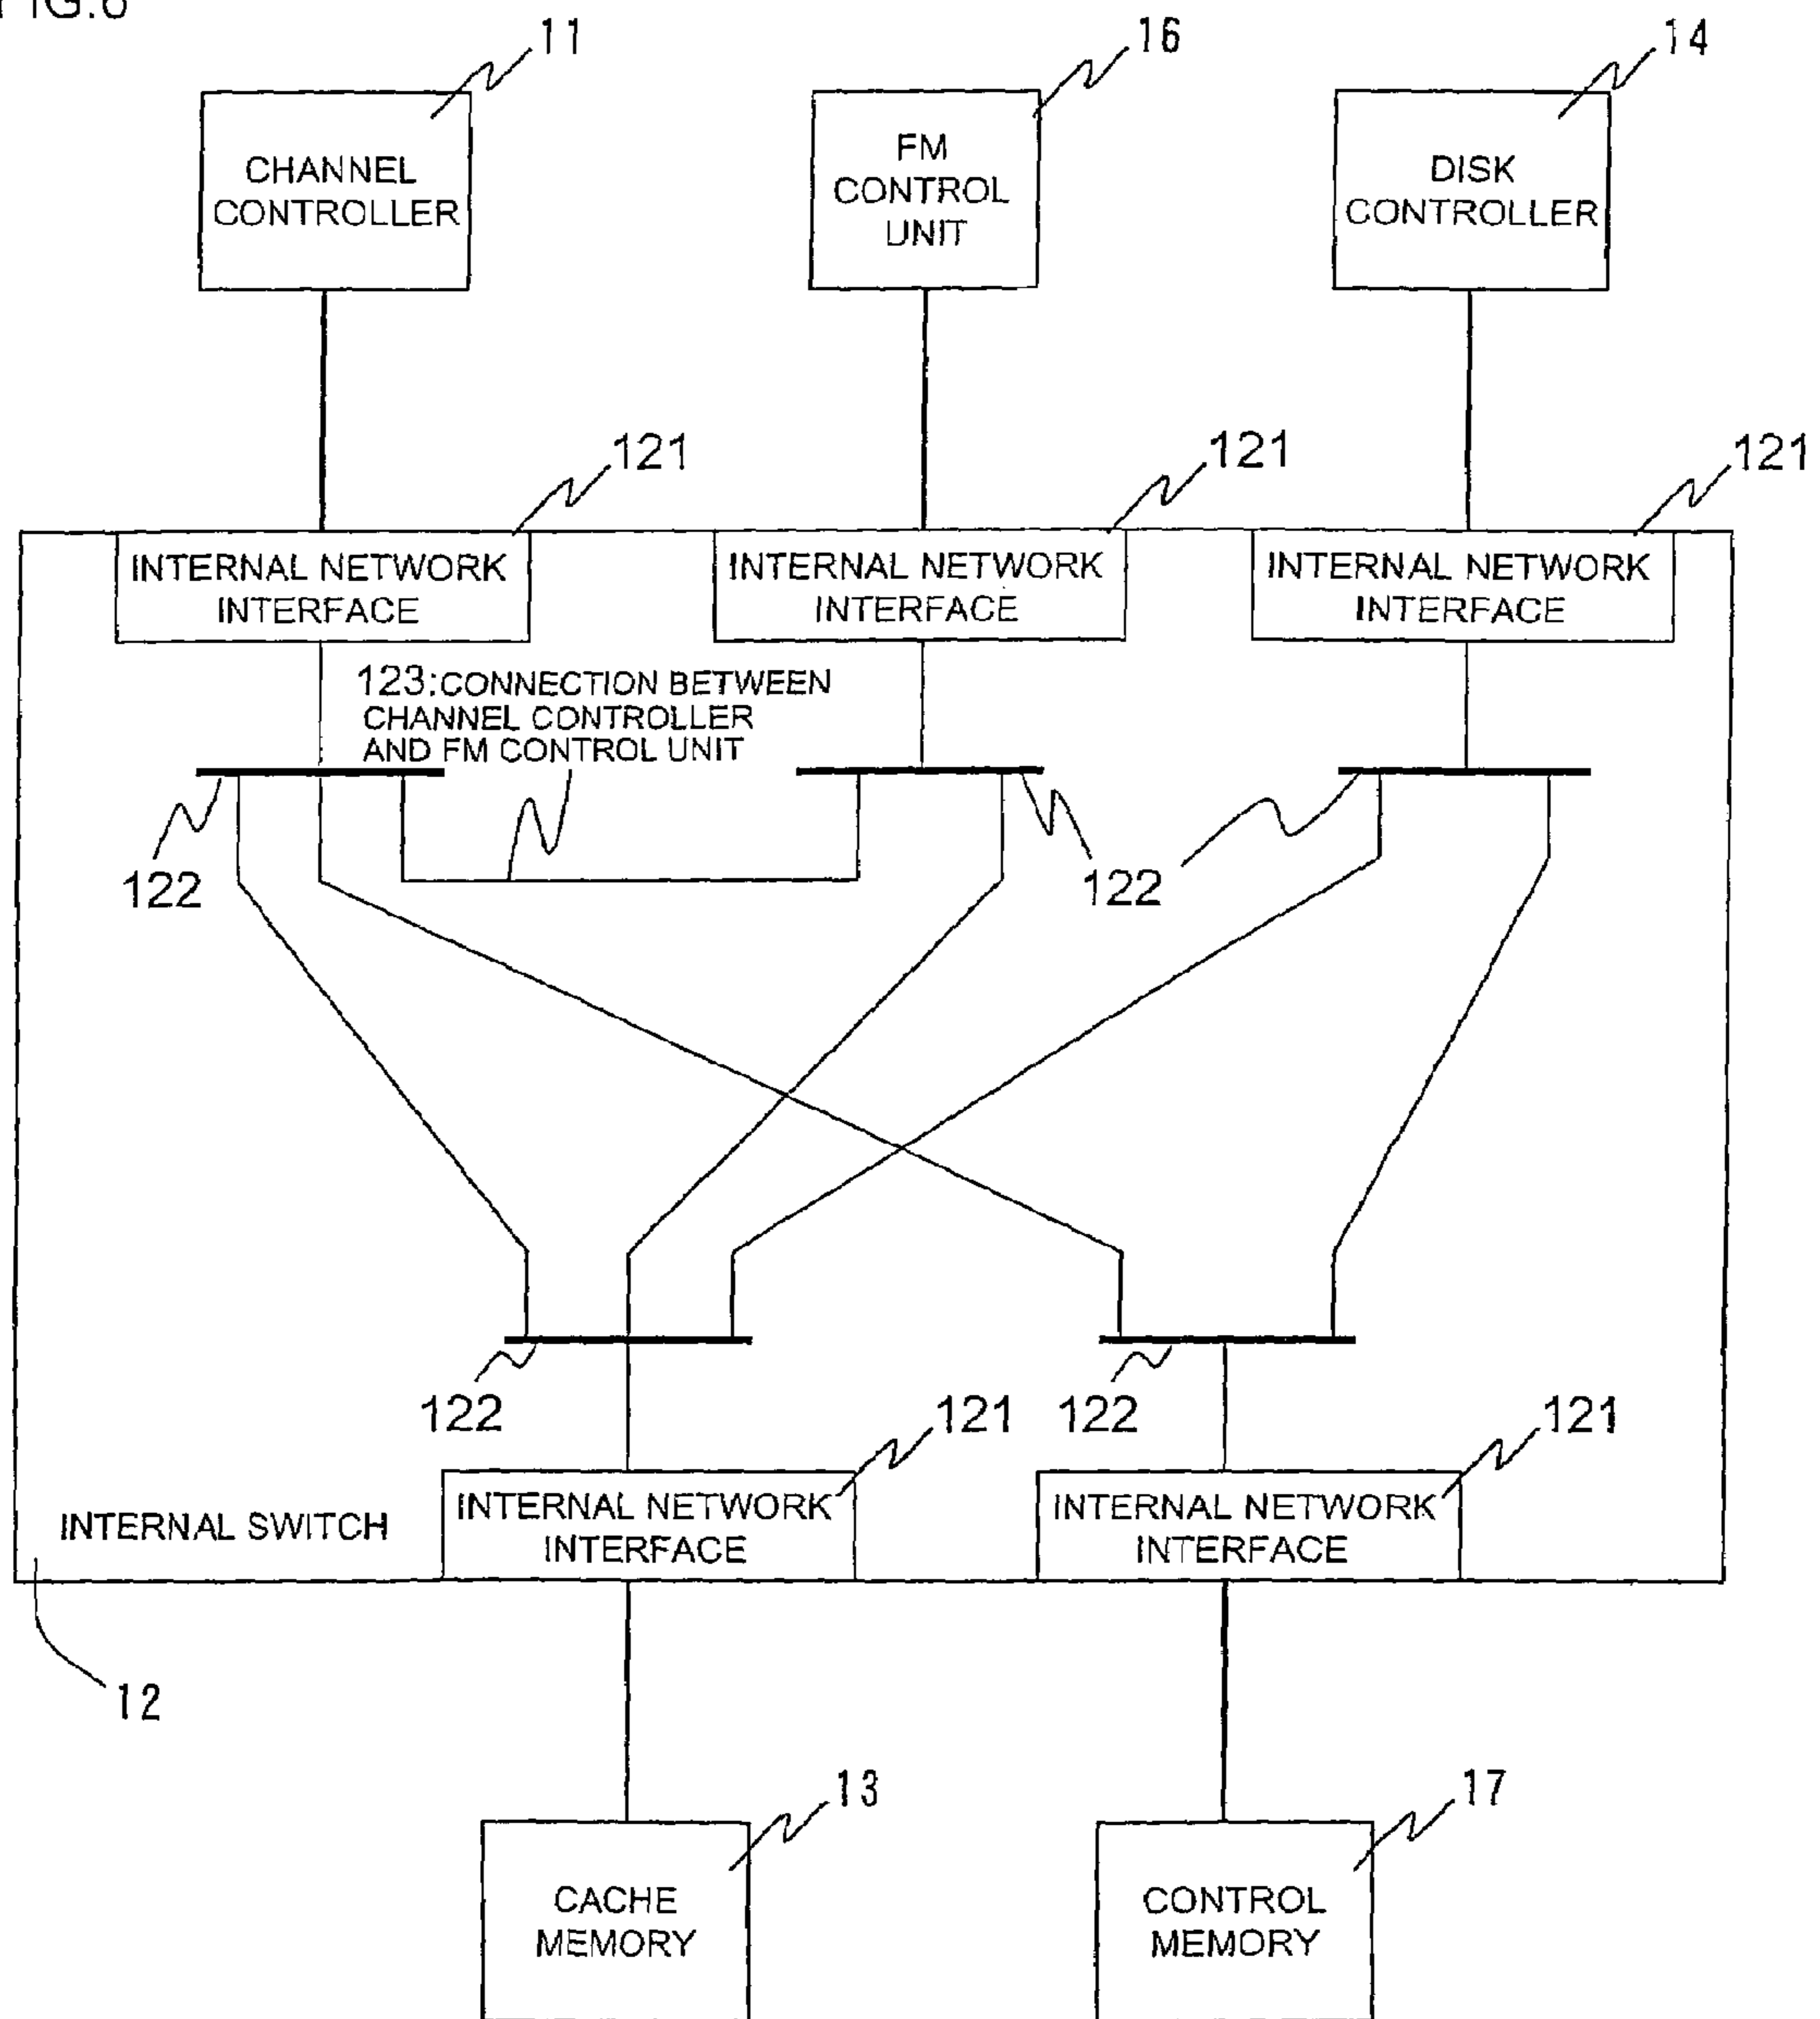 FIG.6
11
16
14
CHANNEL
CONTROLLER
FM
CONTROL
UNIT
DISK
CONTROLLER
121
121
121
INTERNAL NETWORK
INTERFACE
INTERNAL NETWORK
INTERFACE
INTERNAL NETWORK
INTERFACE
123:CONNECTION BETWEEN
CHANNEL CONTROLLER
AND FM CONTROL UNIT
122
122
122
122
121
121
INTERNAL SWITCH
INTERNAL NETWORK
INTERFACE
INTERNAL NETWORK
INTERFACE
12
13
17
CACHE
MEMORY
CONTROL
MEMORY